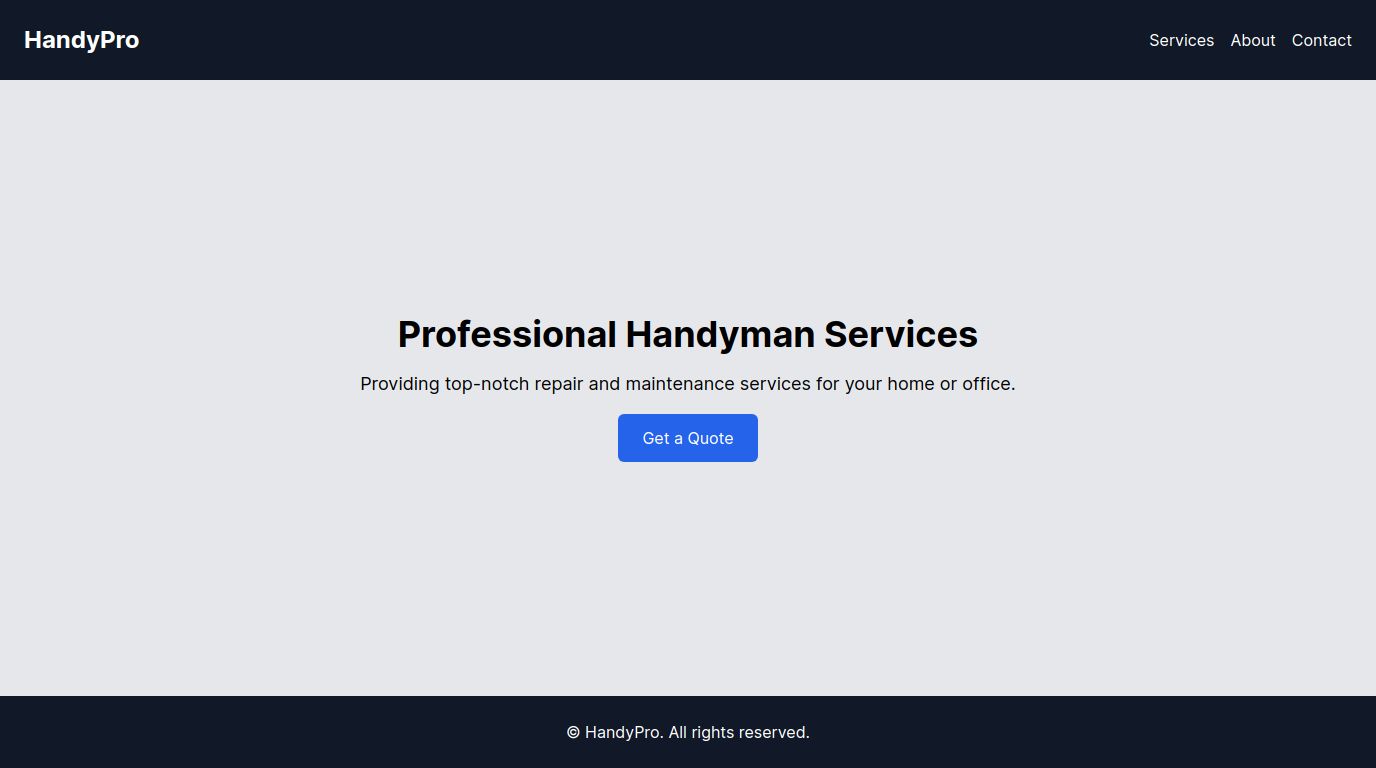 HandyPro
Services About Contact
Professional Handyman Services
Providing top-notch repair and maintenance services for your home or office.
Get a Quote
© HandyPro. All rights reserved.